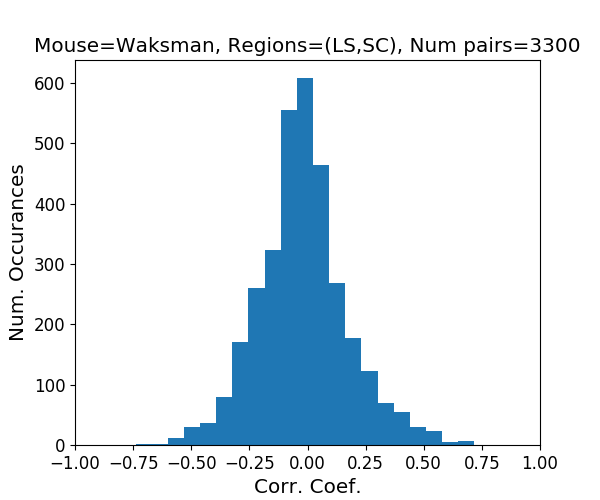 Mouse=Waksman, Regions=(LS,SC), Num pairs=3300
Num. Occurances
600
500
400
300
200
100
0
−1.00 −0.75 −0.50 −0.25 0.00 0.25 0.50 0.75 1.00
Corr. Coef.